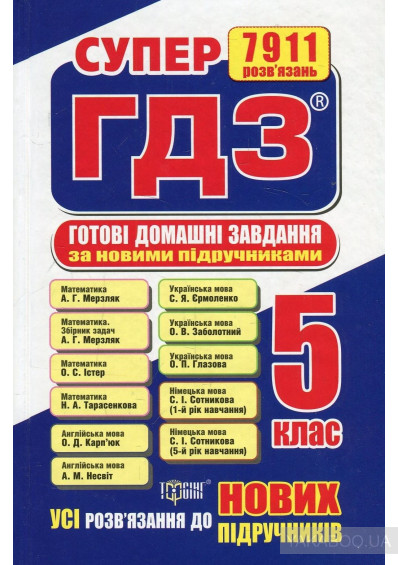 СУПЕР
7911
розв'язань
ГДЗ®
ГОТОВІ ДОМАШНІ ЗАВДАННЯ
за новими підручниками
Математика
А. Г. Мерзляк
Математика.
Збірник задач
А. Г. Мерзляк
Математика
О. С. Істер
Математика
Н. А. Тарасенкова
Англійська мова
О. Д. Карп'юк
Англійська мова
А. М. Несвіт
Українська мова
С. Я. Єрмоленко
Українська мова
О. В. Заболотний
Українська мова
О. П. Глазова
Німецька мова
С. І. Сотникова
(1-й рік навчання)
Німецька мова
С. І. Сотникова
(5-й рік навчання)
5
клас
ТОРСІНГ
УСІ РОЗВ'ЯЗАННЯ ДО
НОВИХ
ПІДРУЧНИКІВ
YAKABOO.UA